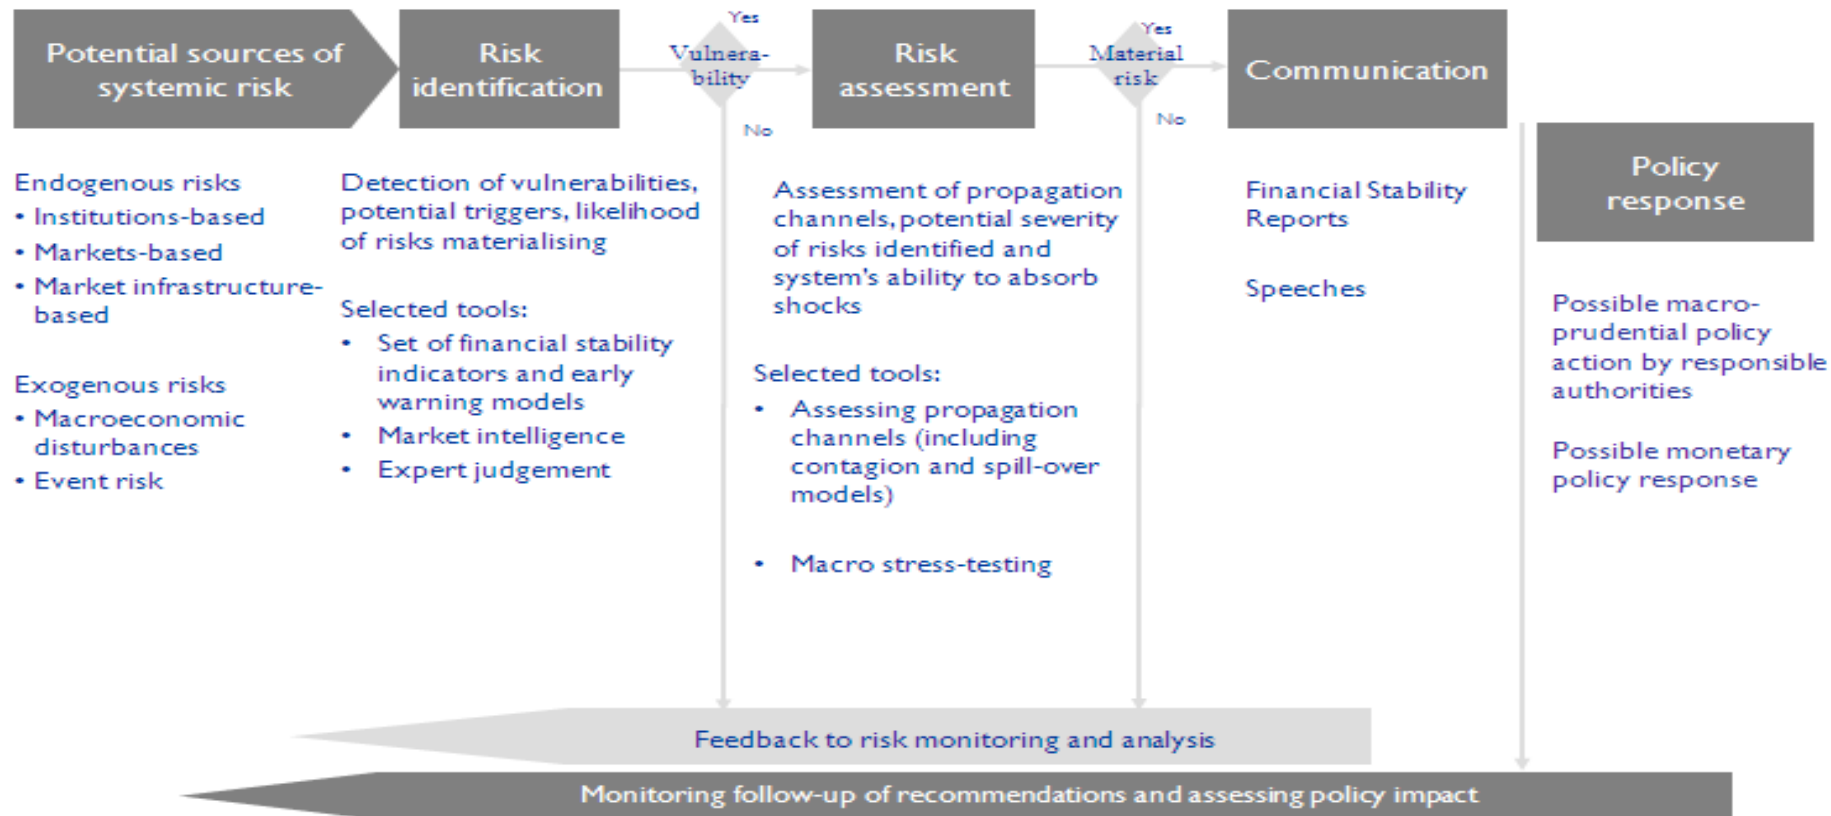 Potential sources of
systemic risk
Risk
identification
Yes
Vulnera-
bility
No
Risk
assessment
Yes
Material
risk
No
Communication
Policy
response
Endogenous risks
• Institutions-based
• Markets-based
• Market infrastructure-
based
Exogenous risks
• Macroeconomic
disturbances
• Event risk
Detection of vulnerabilities,
potential triggers, likelihood
of risks materialising
Selected tools:
• Set of financial stability
indicators and early
warning models
• Market intelligence
• Expert judgement
Assessment of propagation
channels, potential severity
of risks identified and
system's ability to absorb
shocks
Selected tools:
• Assessing propagation
channels (including
contagion and spill-over
models)
• Macro stress-testing
Financial Stability
Reports
Speeches
Possible macro-
prudential policy
action by responsible
authorities
Possible monetary
policy response
Feedback to risk monitoring and analysis
Monitoring follow-up of recommendations and assessing policy impact